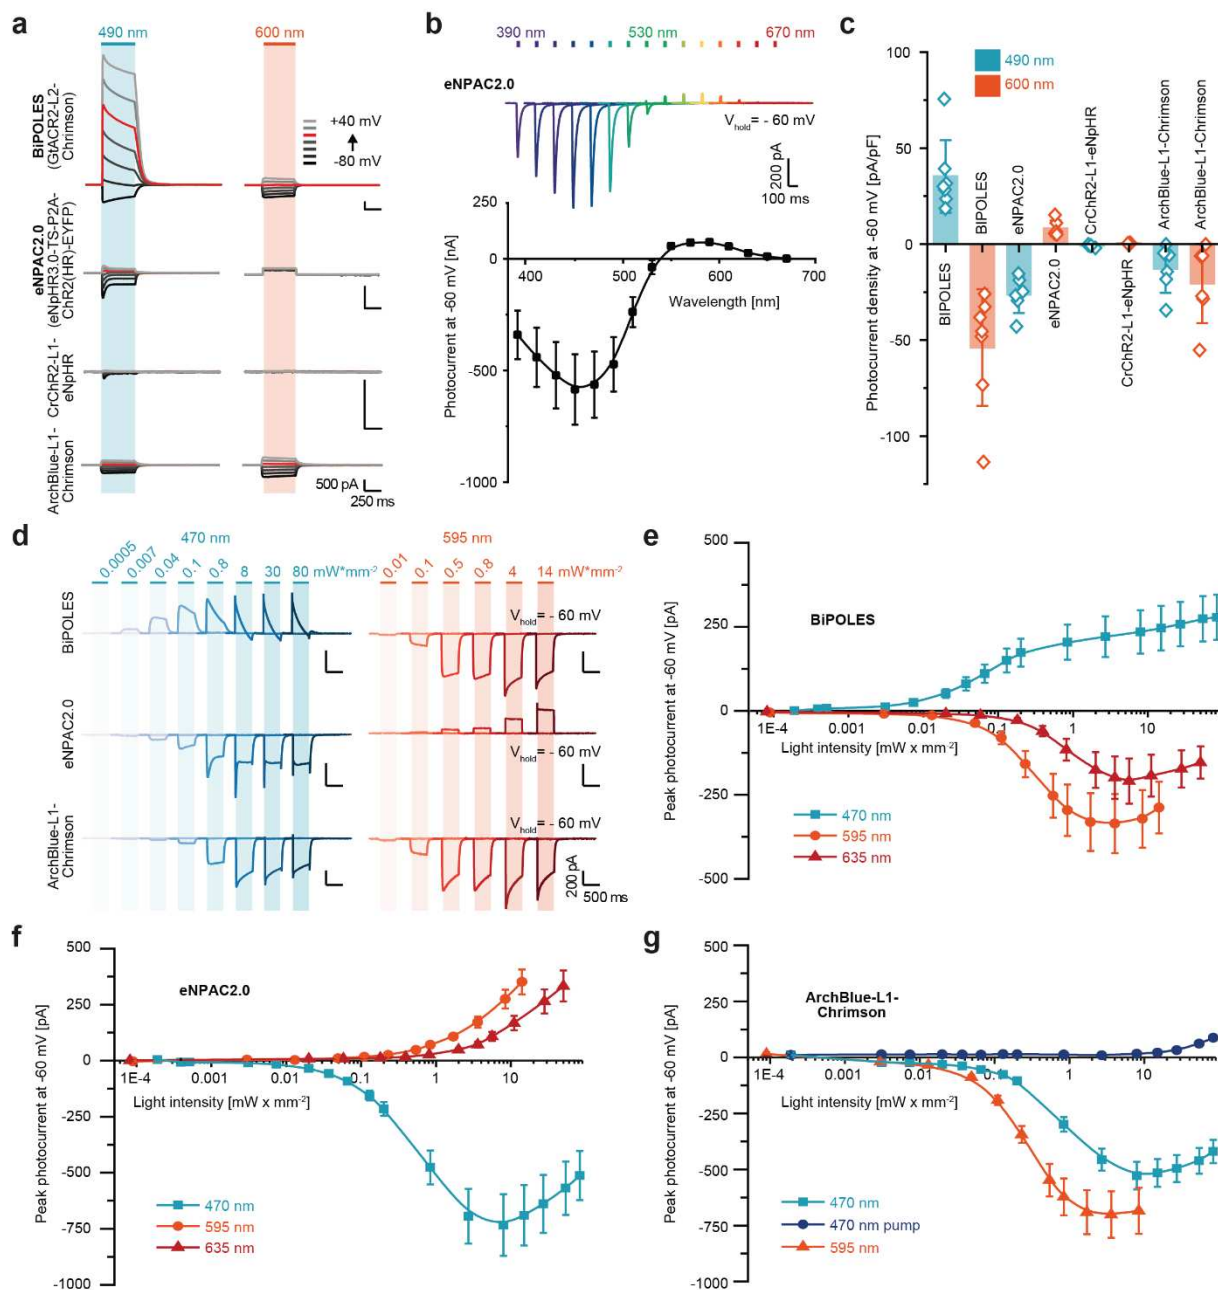 a
490 nm
600 nm
BiPOLES
(GtACR2-L2-
Chrimson)
+40 mV
-80 mV
eNPAC2.0
(eNpHR3.0-TS-P2A-
ChR2(HR)-EYFP)
CrChR2-L1-
eNpHR
ArchBlue-L1-
Chrimson
500 pA
250 ms
b
390 nm
530 nm
670 nm
eNPAC2.0
Vhold= - 60 mV
200 pA
100 ms
Photocurrent at -60 mV [nA]
250
0
-500
-1000
400
500
600
700
Wavelength [nm]
c
490 nm
600 nm
Photocurrent density at -60 mV [pA/pF]
100
50
0
-50
-100
BiPOLES
BiPOLES
eNPAC2.0
eNPAC2.0
CrChR2-L1-eNpHR
CrChR2-L1-eNpHR
ArchBlue-L1-Chrimson
ArchBlue-L1-Chrimson
d
470 nm
0.0005
0.007
0.04
0.1
0.8
8
30
80
mW*mm-2
595 nm
0.01
0.1
0.5
0.8
4
14
mW*mm-2
BiPOLES
Vhold= - 60 mV
eNPAC2.0
Vhold= - 60 mV
ArchBlue-L1-
Chrimson
Vhold= - 60 mV
200 pA
500 ms
e
BiPOLES
Peak photocurrent at -60 mV [pA]
500
250
0
-250
-500
1E-4
0.001
0.01
0.1
1
10
Light intensity [mW x mm-2]
470 nm
595 nm
635 nm
f
eNPAC2.0
Peak photocurrent at -60 mV [pA]
500
250
0
-250
-500
-750
-1000
1E-4
0.001
0.01
0.1
1
10
Light intensity [mW x mm-2]
470 nm
595 nm
635 nm
g
ArchBlue-L1-
Chrimson
Peak photocurrent at -60 mV [pA]
500
250
0
-250
-500
-750
-1000
1E-4
0.001
0.01
0.1
1
10
Light intensity [mW x mm-2]
470 nm
470 nm pump
595 nm